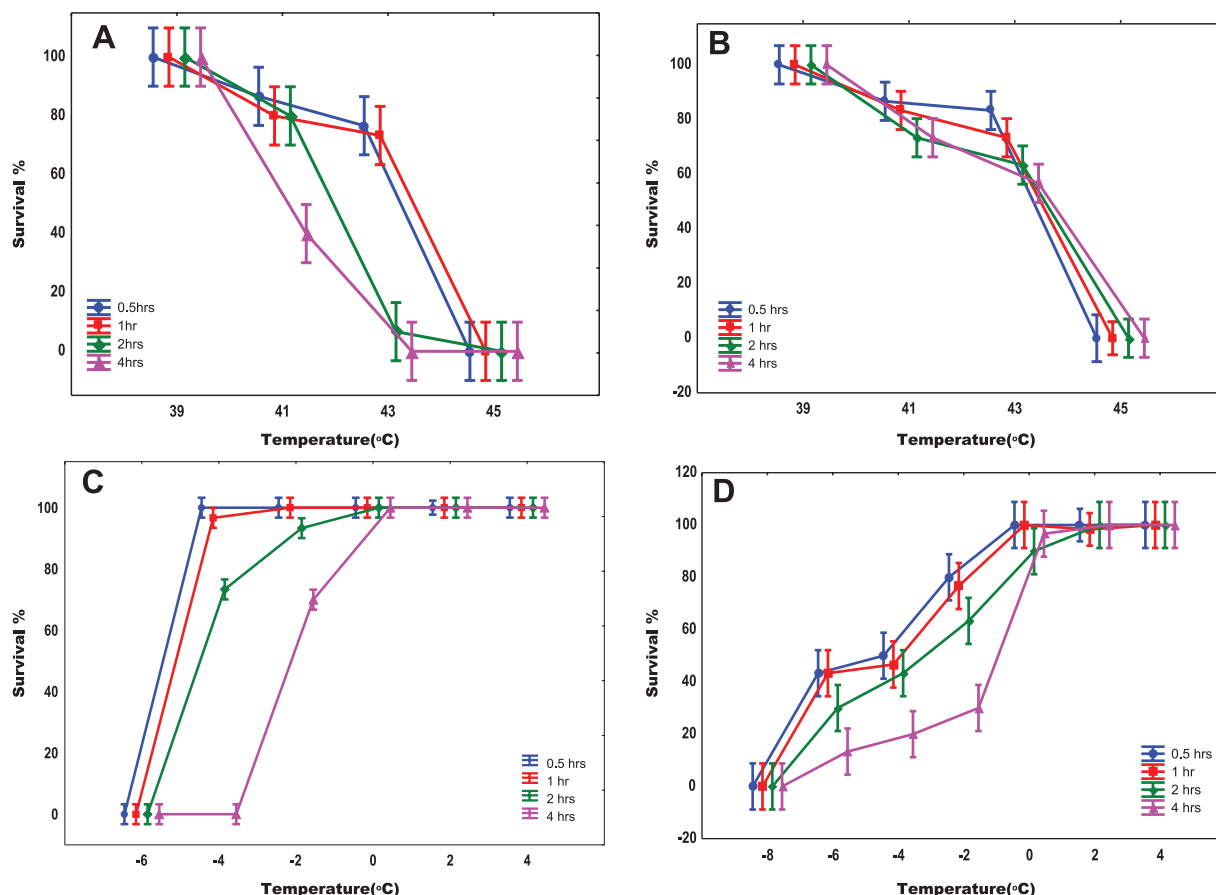 A
Survival %
100
80
60
40
20
0
0.5hrs
1hr
2hrs
4hrs
39 41 43 45
Temperature(°C)
B
Survival %
100
80
60
40
20
0
-20
0.5 hrs
1 hr
2 hrs
4 hrs
39 41 43 45
Temperature(°C)
C
Survival %
100
80
60
40
20
0
0.5 hrs
1 hr
2 hrs
4 hrs
-6 -4 -2 0 2 4
Temperature(°C)
D
Survival %
120
100
80
60
40
20
0
-20
0.5 hrs
1 hr
2 hrs
4 hrs
-8 -6 -4 -2 0 2 4
Temperature(°C)